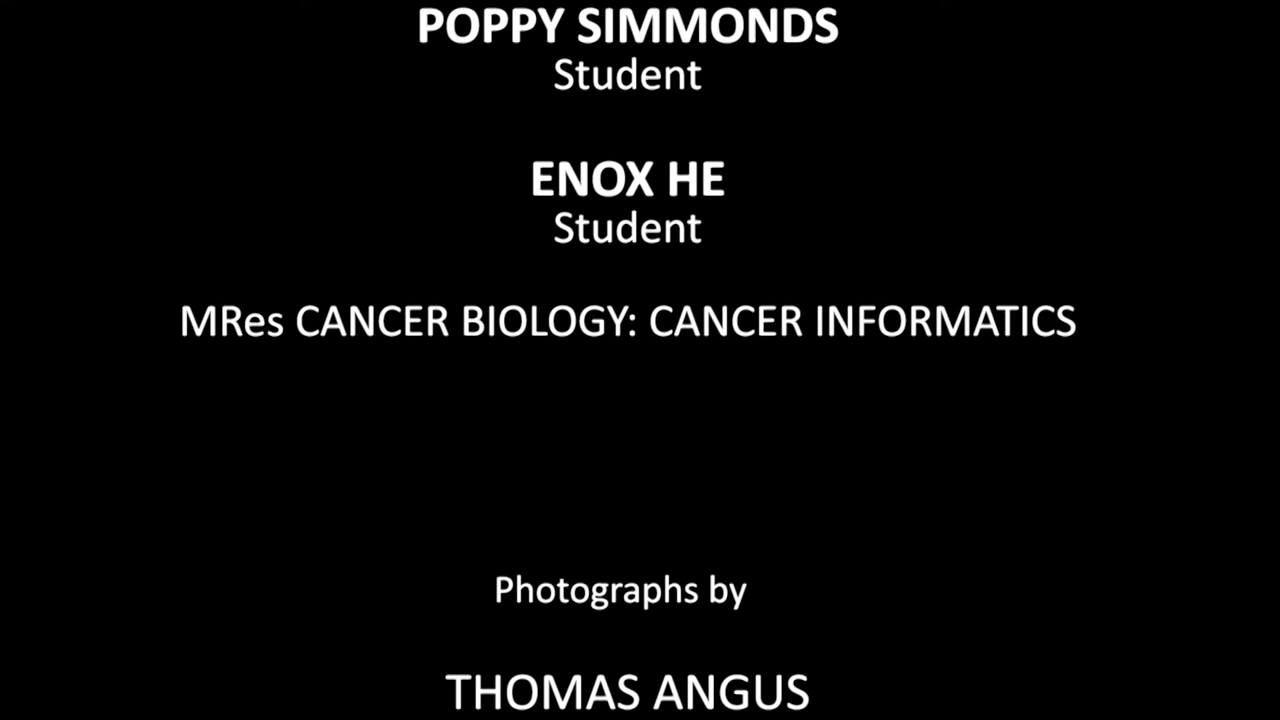 POPPY SIMMONDS
Student
ENOX HE
Student
MRes CANCER BIOLOGY: CANCER INFORMATICS
Photographs by
THOMAS ANGUS